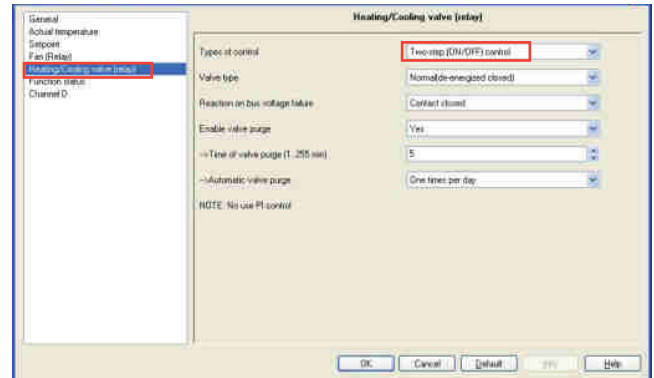 Heating/Cooling valve (relay)
General
Actual temperature
Setpoint
Fan (Relay)
Heating/Cooling valve (relay)
Function status
Channel D
Types of control
Two-step (ON/OFF) control
Valve type
Normal(de-energised closed)
Reaction on bus voltage failure
Contact closed
Enable valve purge
Yes
-->Time of valve purge (1..255 min)
5
-->Automatic valve purge
One times per day
NOTE: No use PI control
OK
Cancel
Default
Help